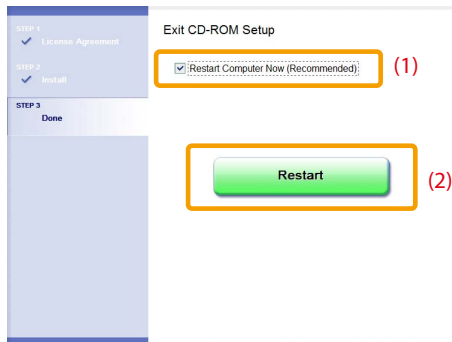 STEP 1
License Agreement
STEP 2
Install
STEP 3
Done
Exit CD-ROM Setup
Restart Computer Now (Recommended)
(1)
Restart
(2)